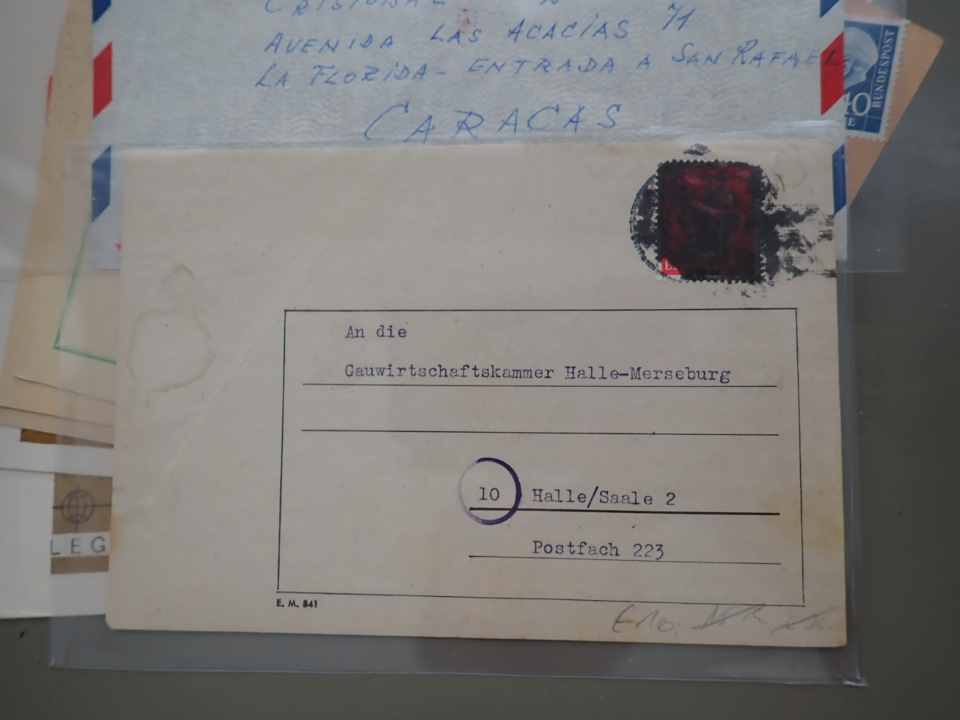 AVENIDA LAS ACACIAS 71
LA FLORIDA - ENTRADA A SAN RAFAEL
CARACAS
40
BUNDESPOST
An die
Gauwirtschaftskammer Halle-Merseburg
10 Halle/Saale 2
Postfach 223
E. M. 841
LEG